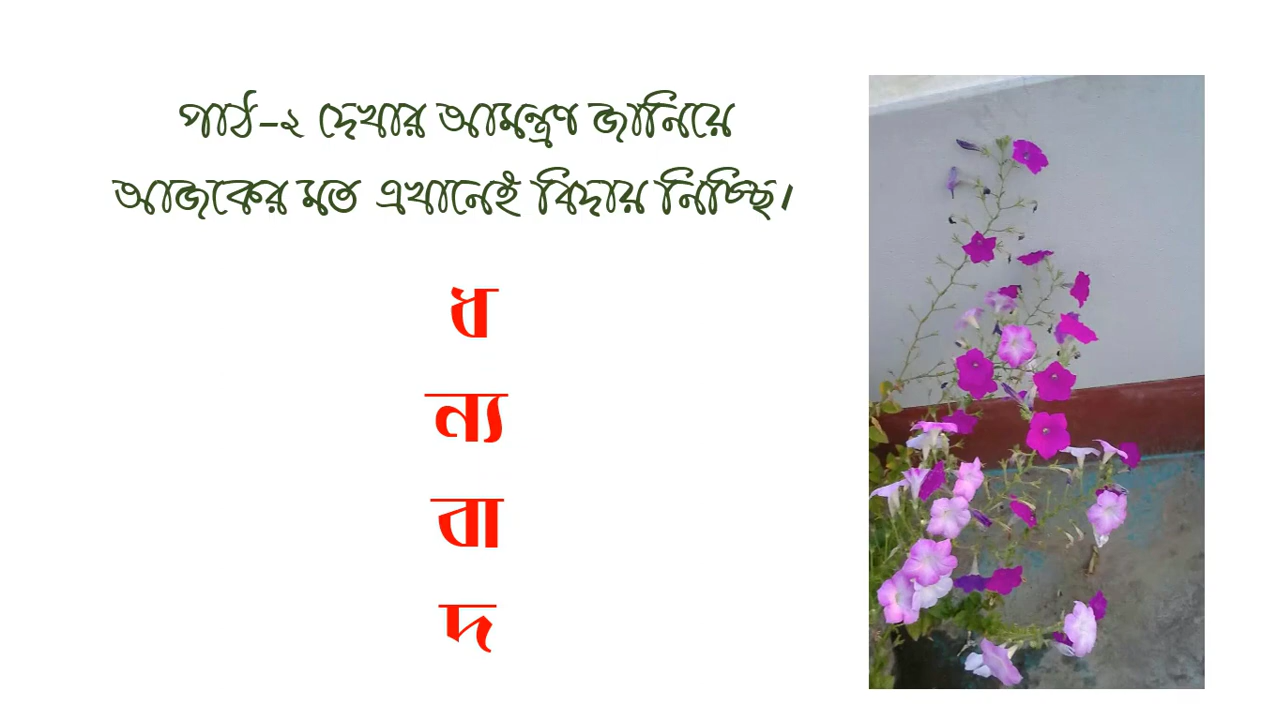 পাঠ-২ দেখার আমন্ত্রণ জানিয়ে
আজকের মত এখানেই বিদায় নিচ্ছি।
ধ
ন্য
বা
দ